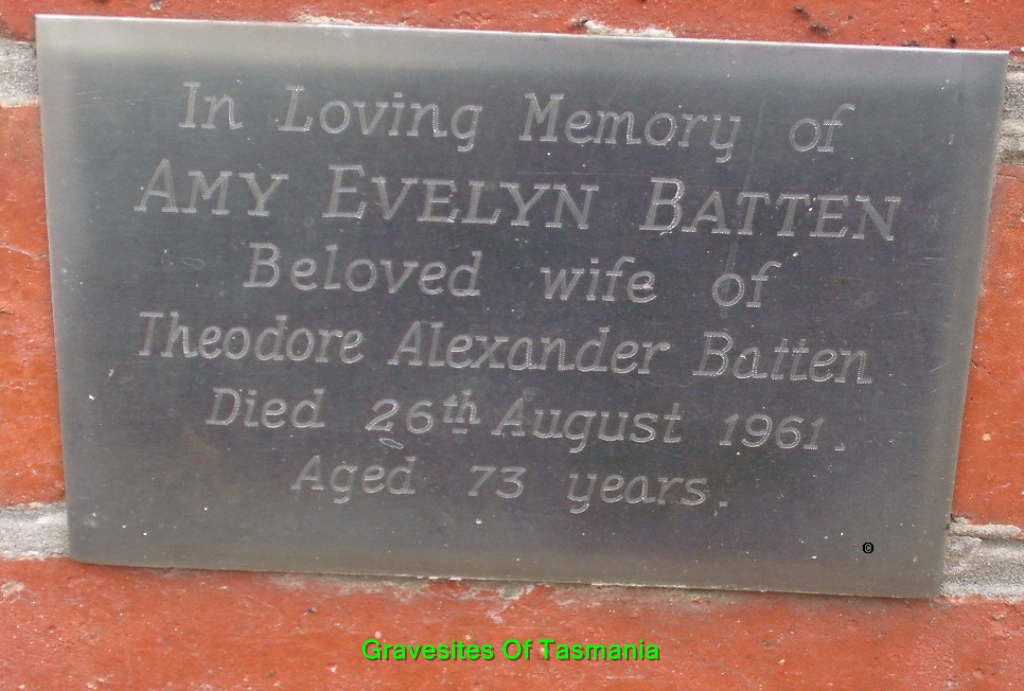 In Loving Memory of
AMY EVELYN BATTEN
Beloved wife of
Theodore Alexander Batten
Died 26th August 1961.
Aged 73 years.
©
Gravesites Of Tasmania